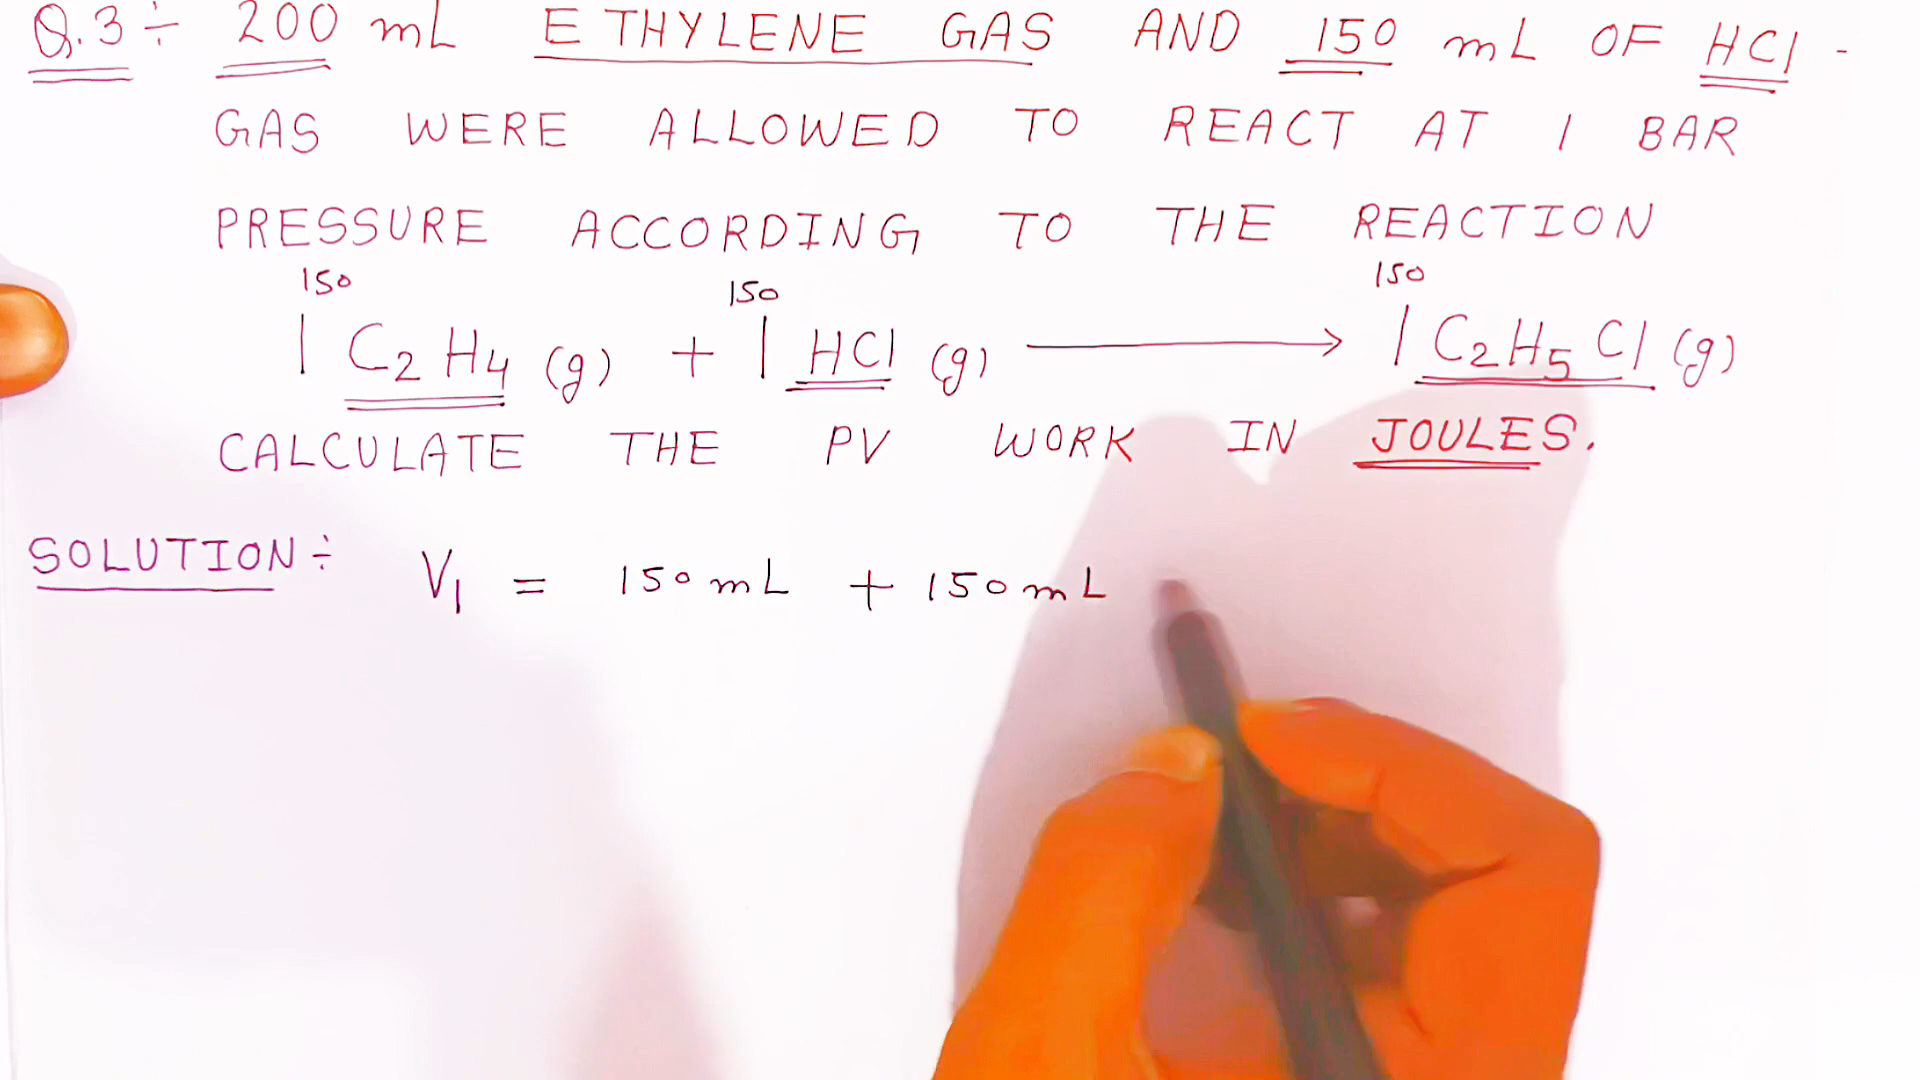 Q.3÷ 200 mL ETHYLENE GAS AND 150 mL OF HCl -
GAS WERE ALLOWED TO REACT AT 1 BAR
PRESSURE ACCORDING TO THE REACTION
150 150 150
1 C2H4 (g) + 1 HCl (g) → 1 C2H5Cl (g)
CALCULATE THE PV WORK IN JOULES.
SOLUTION÷ V1 = 150 mL + 150 mL